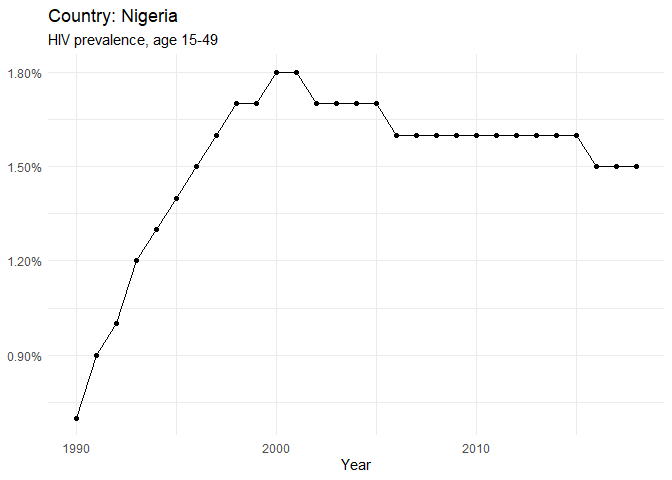 Country: Nigeria
HIV prevalence, age 15-49
1.80%
1.50%
1.20%
0.90%
1990 2000 2010
Year